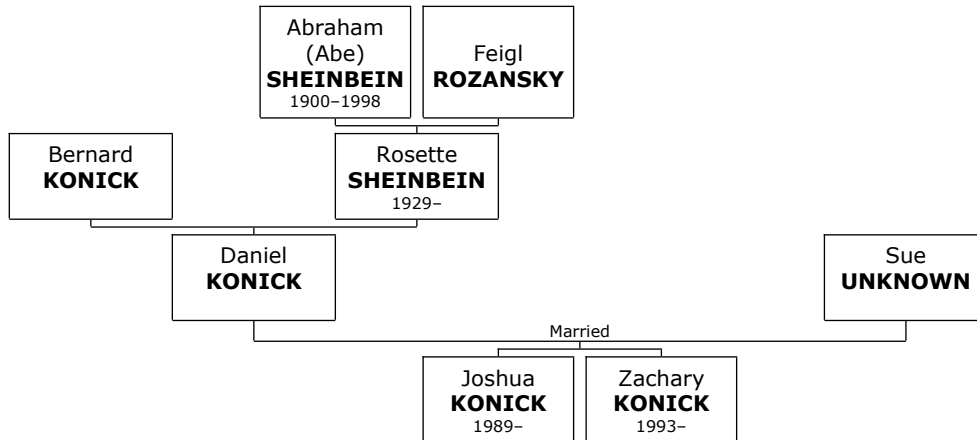 Abraham
(Abe)
SHEINBEIN
1900–1998
Feigl
ROZANSKY
Bernard
KONICK
Rosette
SHEINBEIN
1929–
Daniel
KONICK
Sue
UNKNOWN
Married
Joshua
KONICK
1989–
Zachary
KONICK
1993–